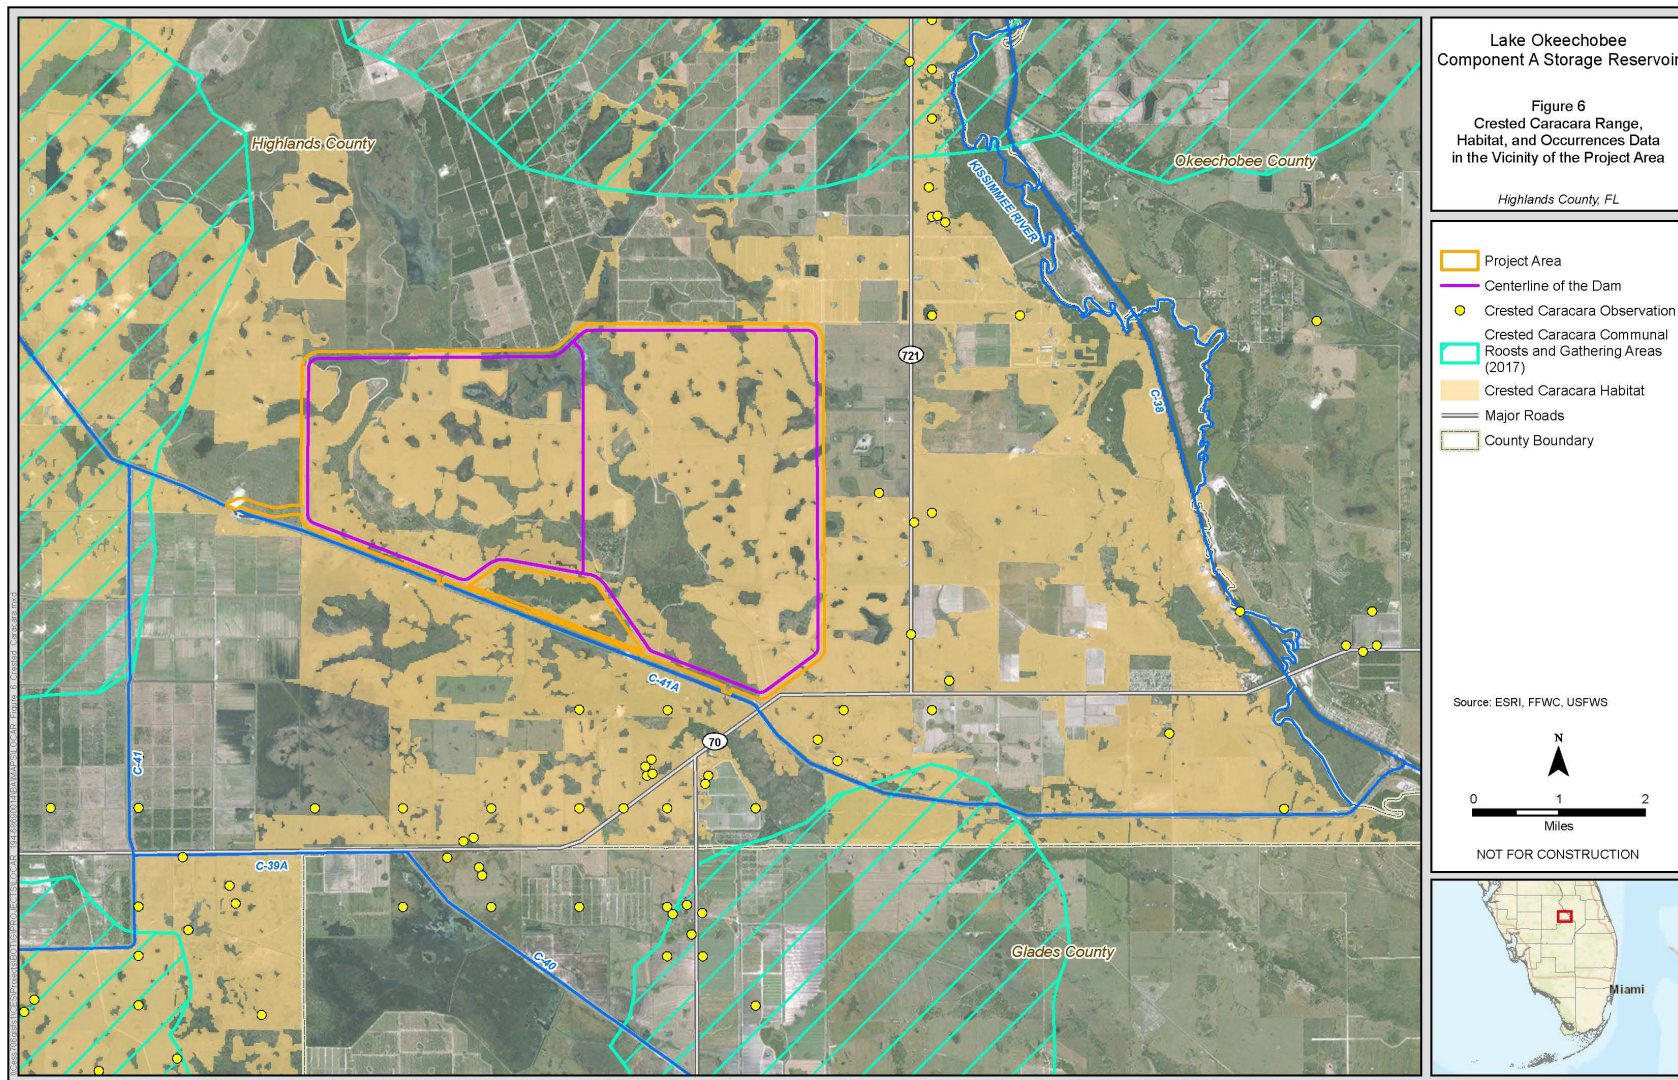 Lake Okeechobee
Component A Storage Reservoir
Figure 6
Crested Caracara Range,
Habitat, and Occurrences Data
in the Vicinity of the Project Area
Highlands County, FL
Project Area
Centerline of the Dam
Crested Caracara Observation
Crested Caracara Communal
Roosts and Gathering Areas
(2017)
Crested Caracara Habitat
Major Roads
County Boundary
Source: ESRI, FFWC, USFWS
N
0 1 2
Miles
NOT FOR CONSTRUCTION
Miami
Highlands County
Okeechobee County
KISSIMMEE RIVER
721
C-38
C-41A
70
C-41
C-39A
C-40
Glades County